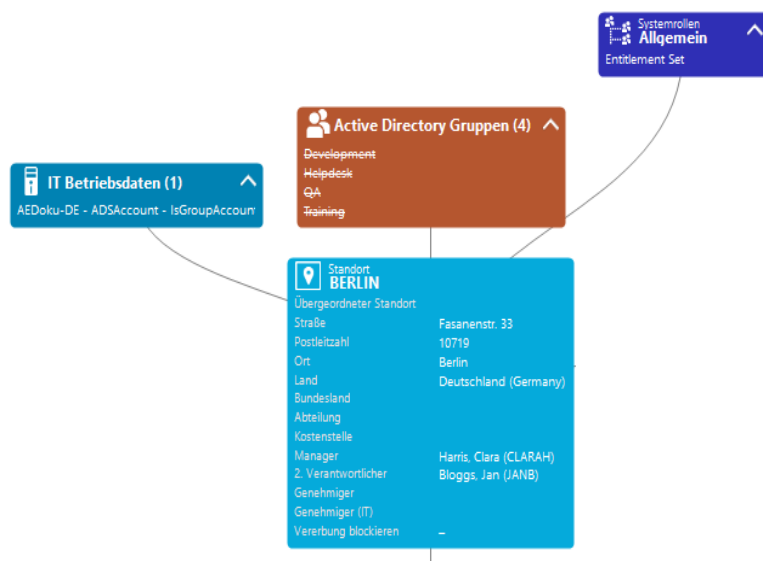 Systemrollen
Allgemein
Entitlement Set
Active Directory Gruppen (4)
Development
Helpdesk
QA
Training
IT Betriebsdaten (1)
AEDoku-DE - ADSAccount - IsGroupAccoun
Standort
BERLIN
Übergeordneter Standort
Straße Fasanenstr. 33
Postleitzahl 10719
Ort Berlin
Land Deutschland (Germany)
Bundesland
Abteilung
Kostenstelle
Manager Harris, Clara (CLARAH)
2. Verantwortlicher Bloggs, Jan (JANB)
Genehmiger
Genehmiger (IT)
Vererbung blockieren –